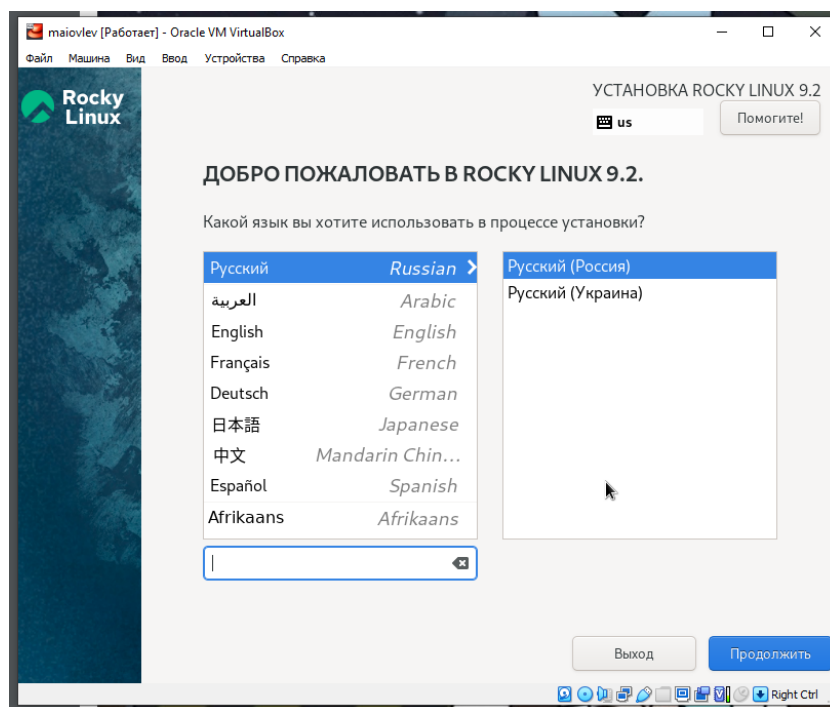 maiovlev [Работает] - Oracle VM VirtualBox
Файл Машина Вид Ввод Устройства Справка
Rocky
Linux
УСТАНОВКА ROCKY LINUX 9.2
us
Помогите!
ДОБРО ПОЖАЛОВАТЬ В ROCKY LINUX 9.2.
Какой язык вы хотите использовать в процессе установки?
Русский Russian
العربية Arabic
English English
Français French
Deutsch German
日本語 Japanese
中文 Mandarin Chin...
Español Spanish
Afrikaans Afrikaans
Русский (Россия)
Русский (Украина)
Выход
Продолжить
Right Ctrl